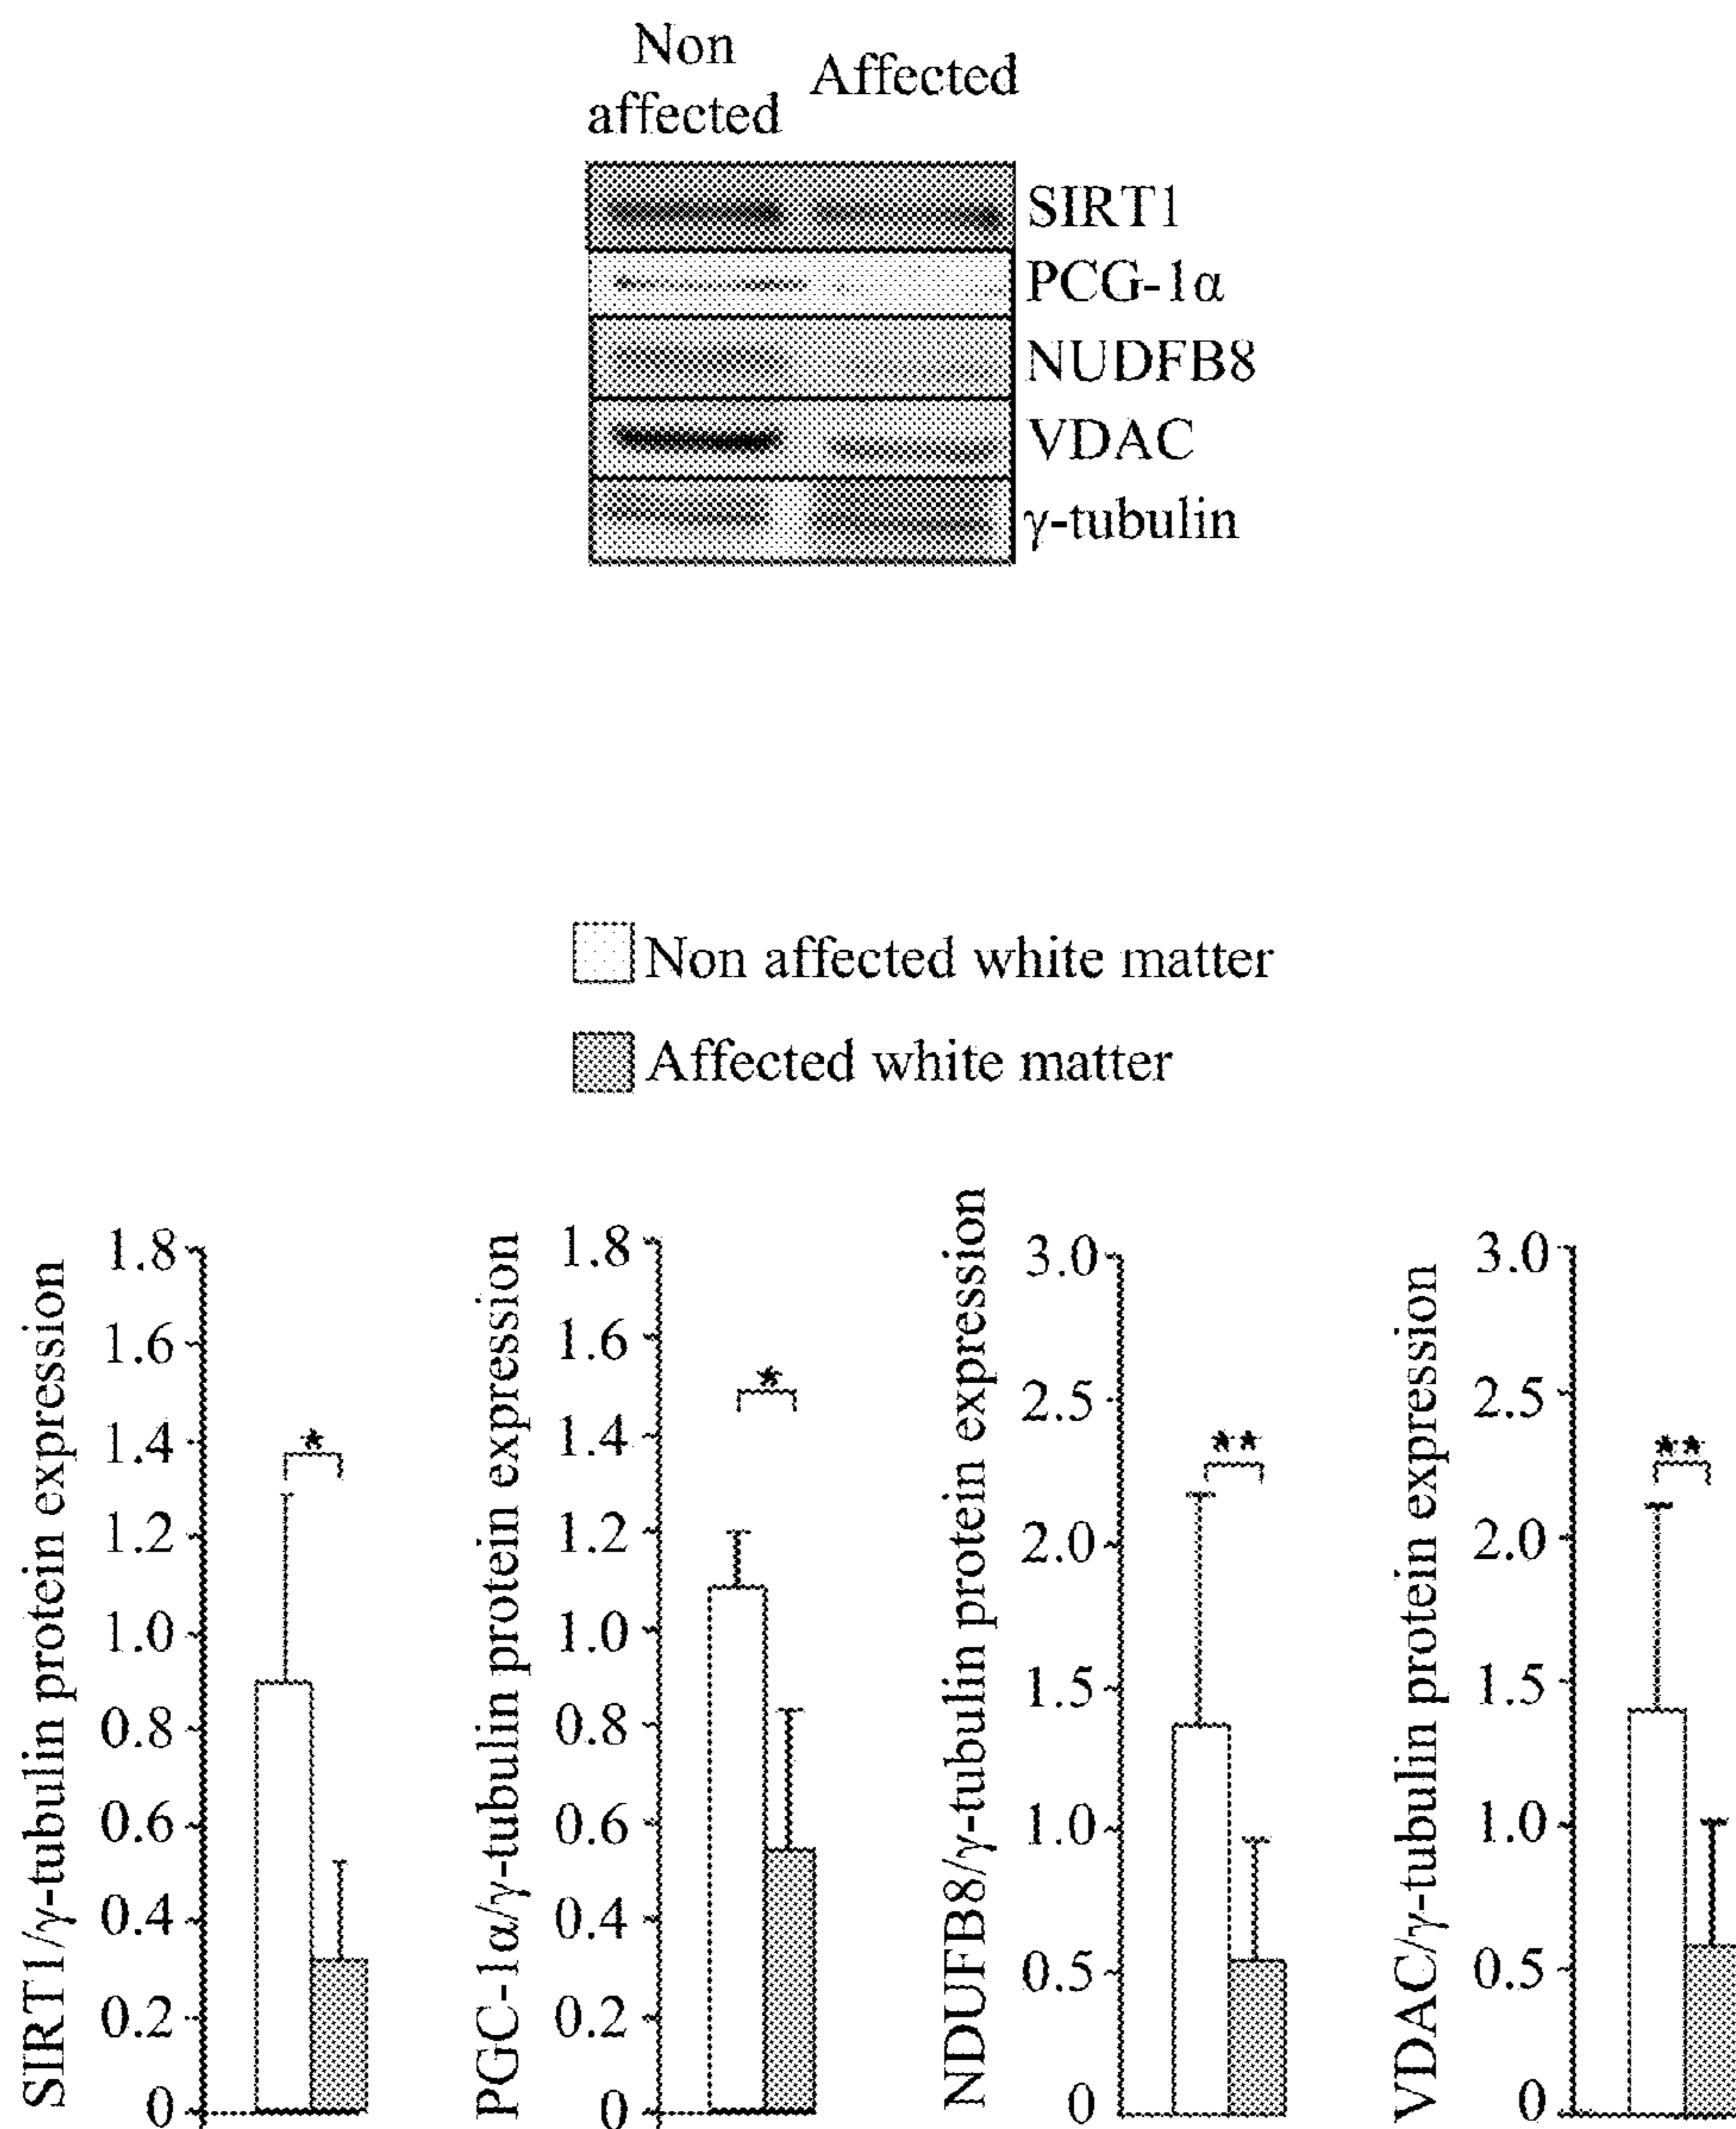 Non
affected
Affected
SIRT1
PCG-1α
NUDFB8
VDAC
γ-tubulin
Non affected white matter
Affected white matter
SIRT1/γ-tubulin protein expression
1.8
1.6
1.4
1.2
1.0
0.8
0.6
0.4
0.2
0
*
PGC-1α/γ-tubulin protein expression
1.8
1.6
1.4
1.2
1.0
0.8
0.6
0.4
0.2
0
*
NDUFB8/γ-tubulin protein expression
3.0
2.5
2.0
1.5
1.0
0.5
0
**
VDAC/γ-tubulin protein expression
3.0
2.5
2.0
1.5
1.0
0.5
0
**